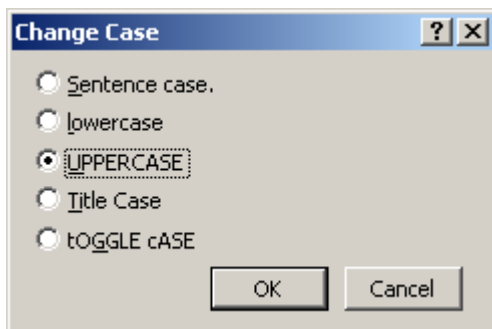 Change Case
Sentence case.
lowercase
UPPERCASE
Title Case
tOGGLE cASE
OK Cancel